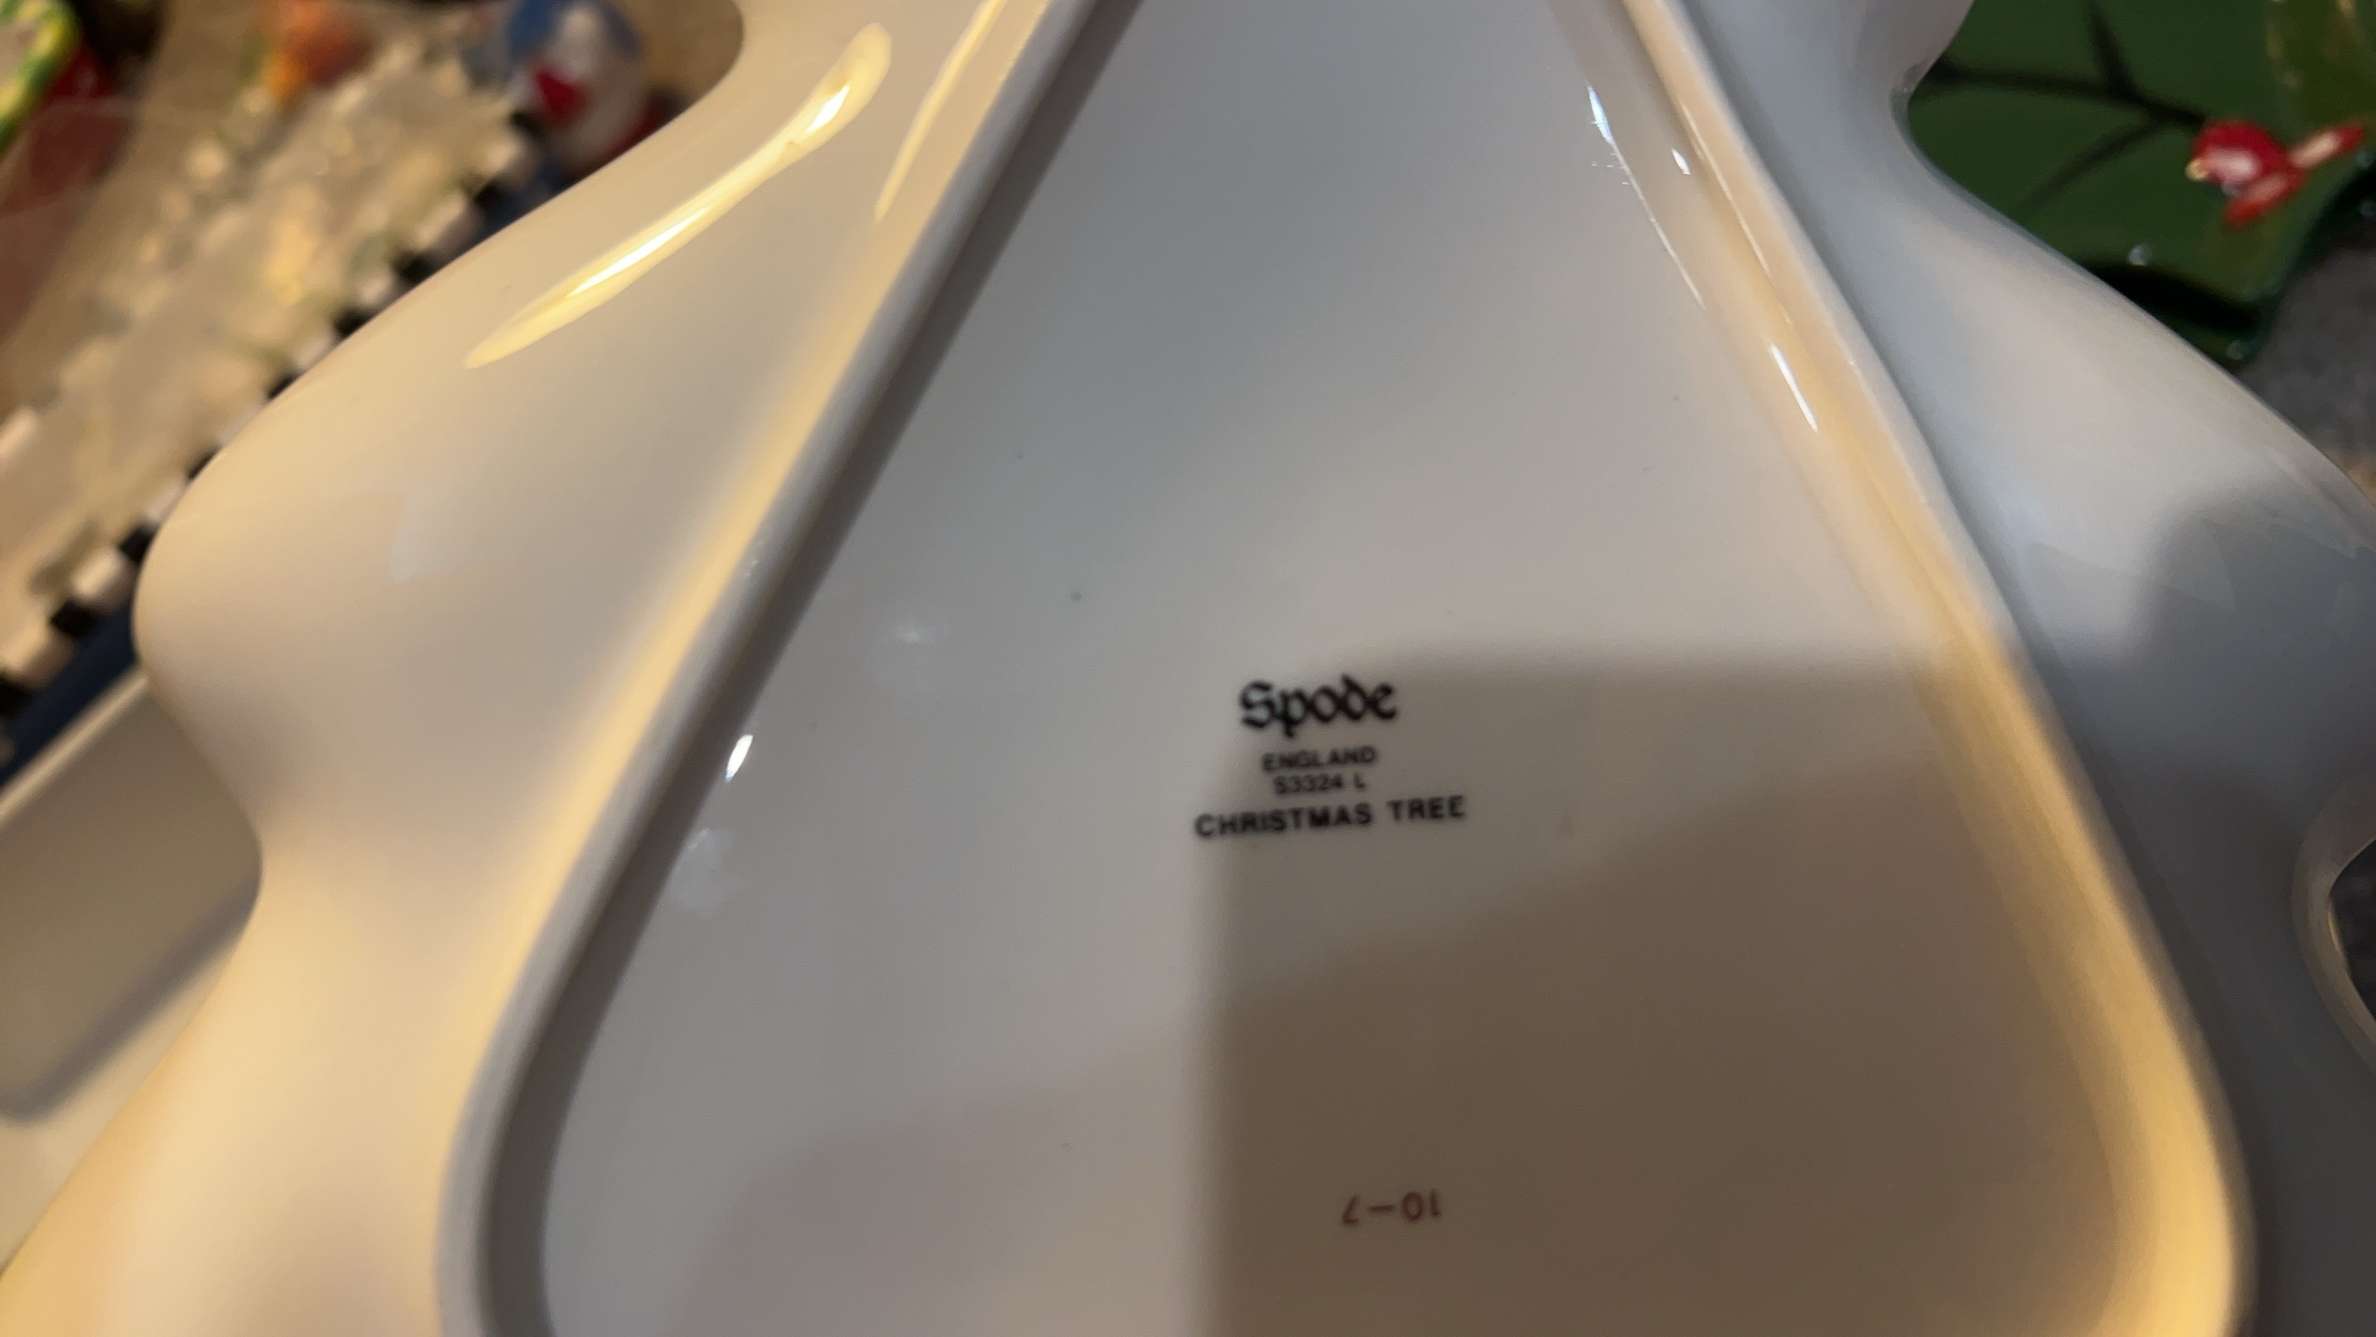 Spode
ENGLAND
S3324 L
CHRISTMAS TREE
10-7